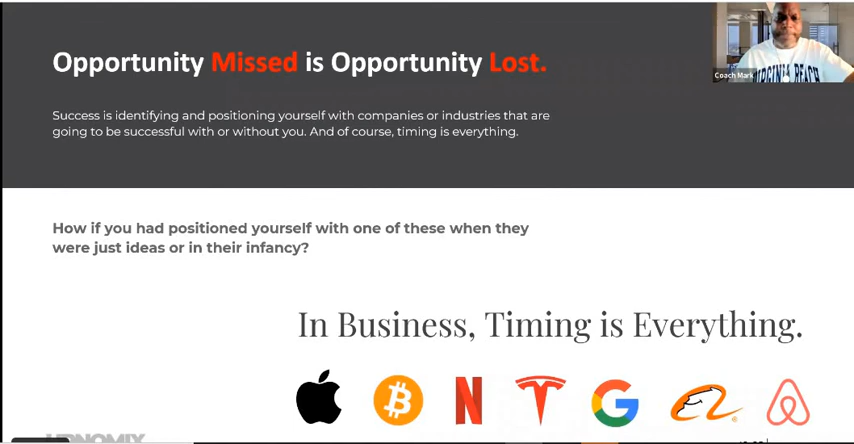 Opportunity Missed is Opportunity Lost.
Coach Mark
VIRGINIA BEACH
Success is identifying and positioning yourself with companies or industries that are
going to be successful with or without you. And of course, timing is everything.
How if you had positioned yourself with one of these when they
were just ideas or in their infancy?
In Business, Timing is Everything.